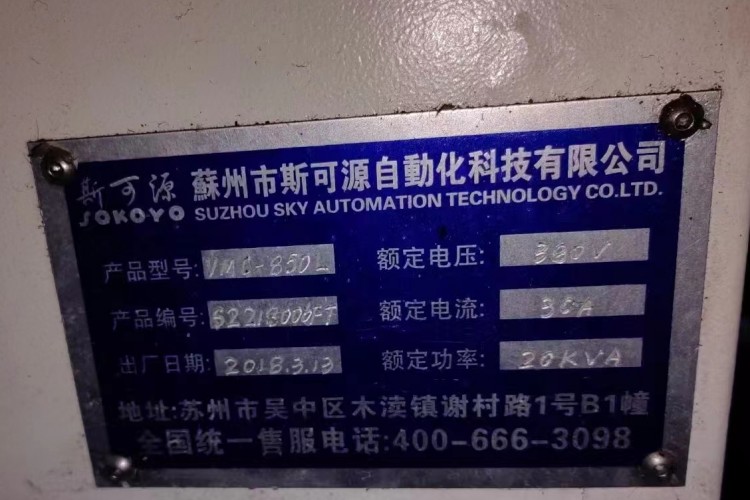 斯可源 蘇州市斯可源自動化科技有限公司
SOKOYO SUZHOU SKY AUTOMATION TECHNOLOGY CO.LTD.
产品型号: VMC-850L 额定电压: 380V
产品编号: 额定电流: 30A
出厂日期: 2018.3.13 额定功率: 20KVA
地址:苏州市吴中区木渎镇谢村路1号B1幢
全国统一售服电话:400-666-3098